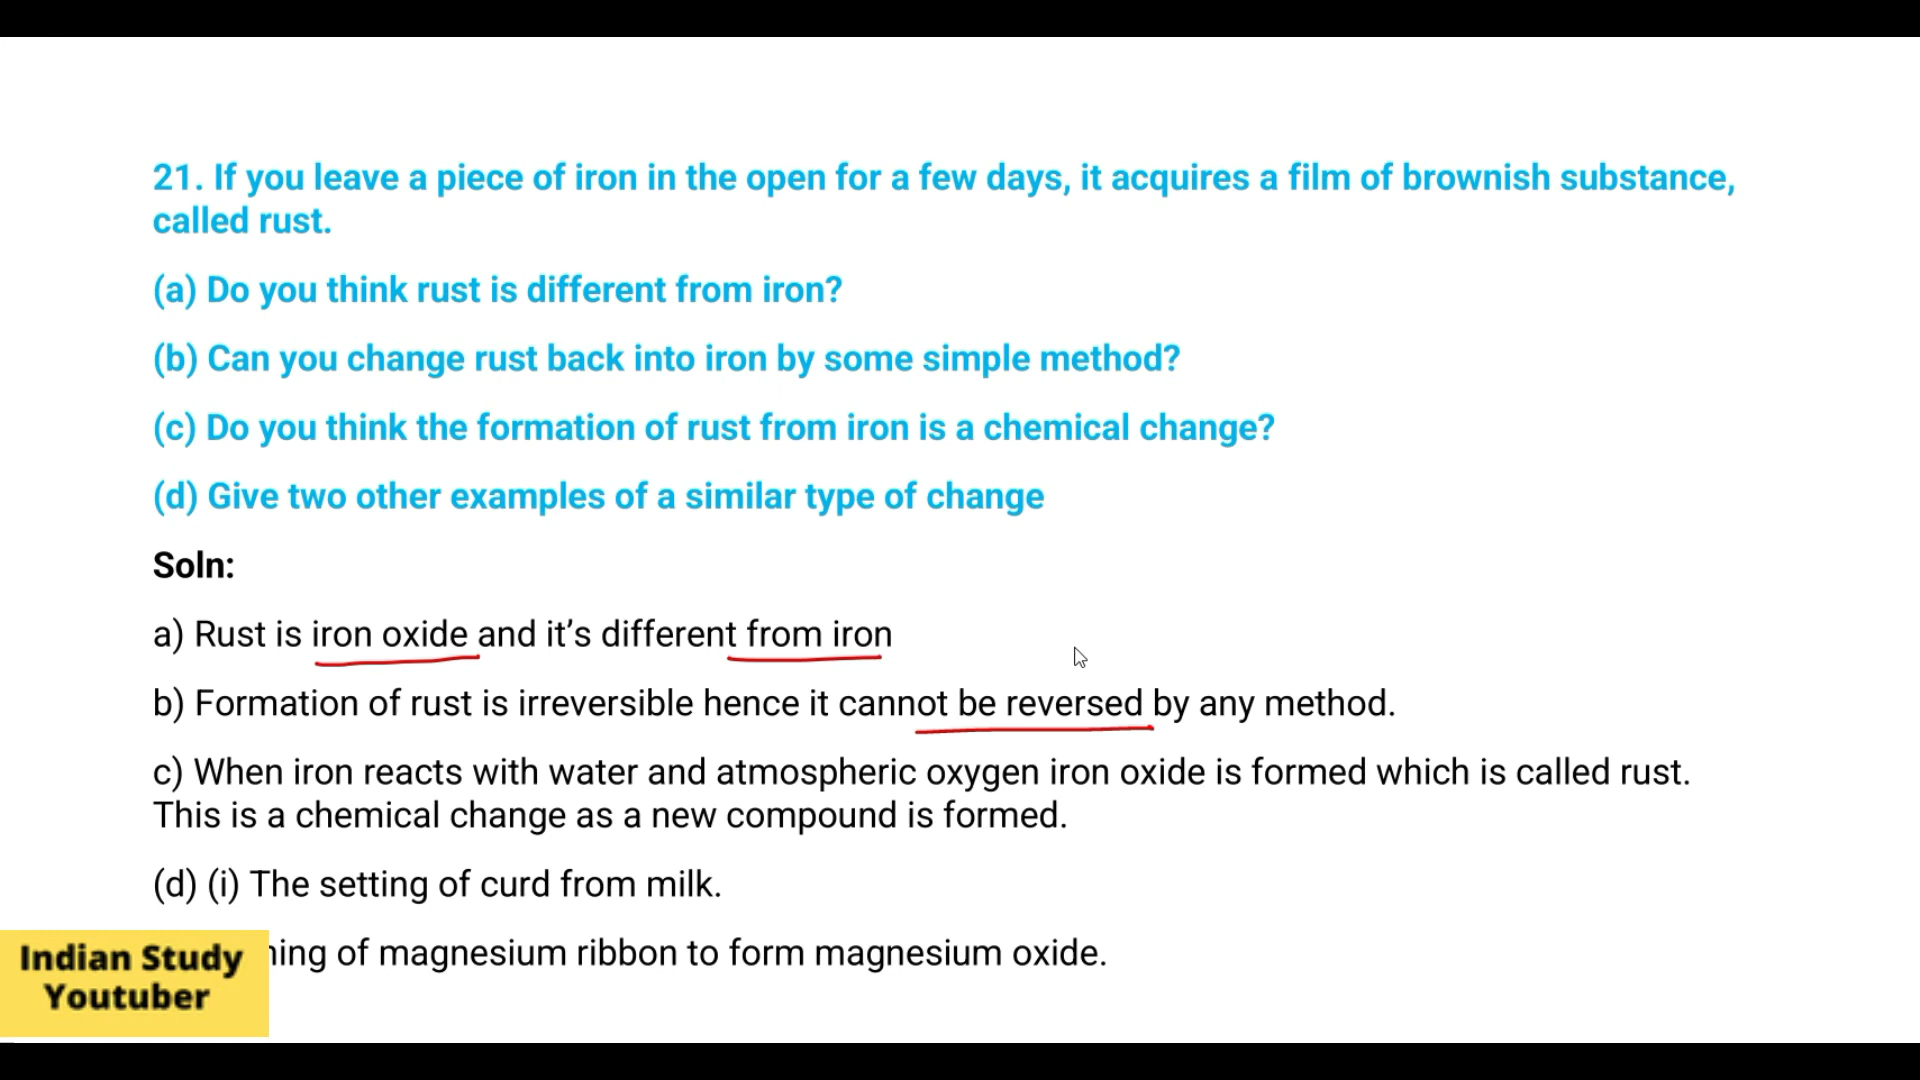 21. If you leave a piece of iron in the open for a few days, it acquires a film of brownish substance,
called rust.
(a) Do you think rust is different from iron?
(b) Can you change rust back into iron by some simple method?
(c) Do you think the formation of rust from iron is a chemical change?
(d) Give two other examples of a similar type of change
Soln:
a) Rust is iron oxide and it’s different from iron
b) Formation of rust is irreversible hence it cannot be reversed by any method.
c) When iron reacts with water and atmospheric oxygen iron oxide is formed which is called rust.
This is a chemical change as a new compound is formed.
(d) (i) The setting of curd from milk.
of magnesium ribbon to form magnesium oxide.
Indian Study
Youtuber